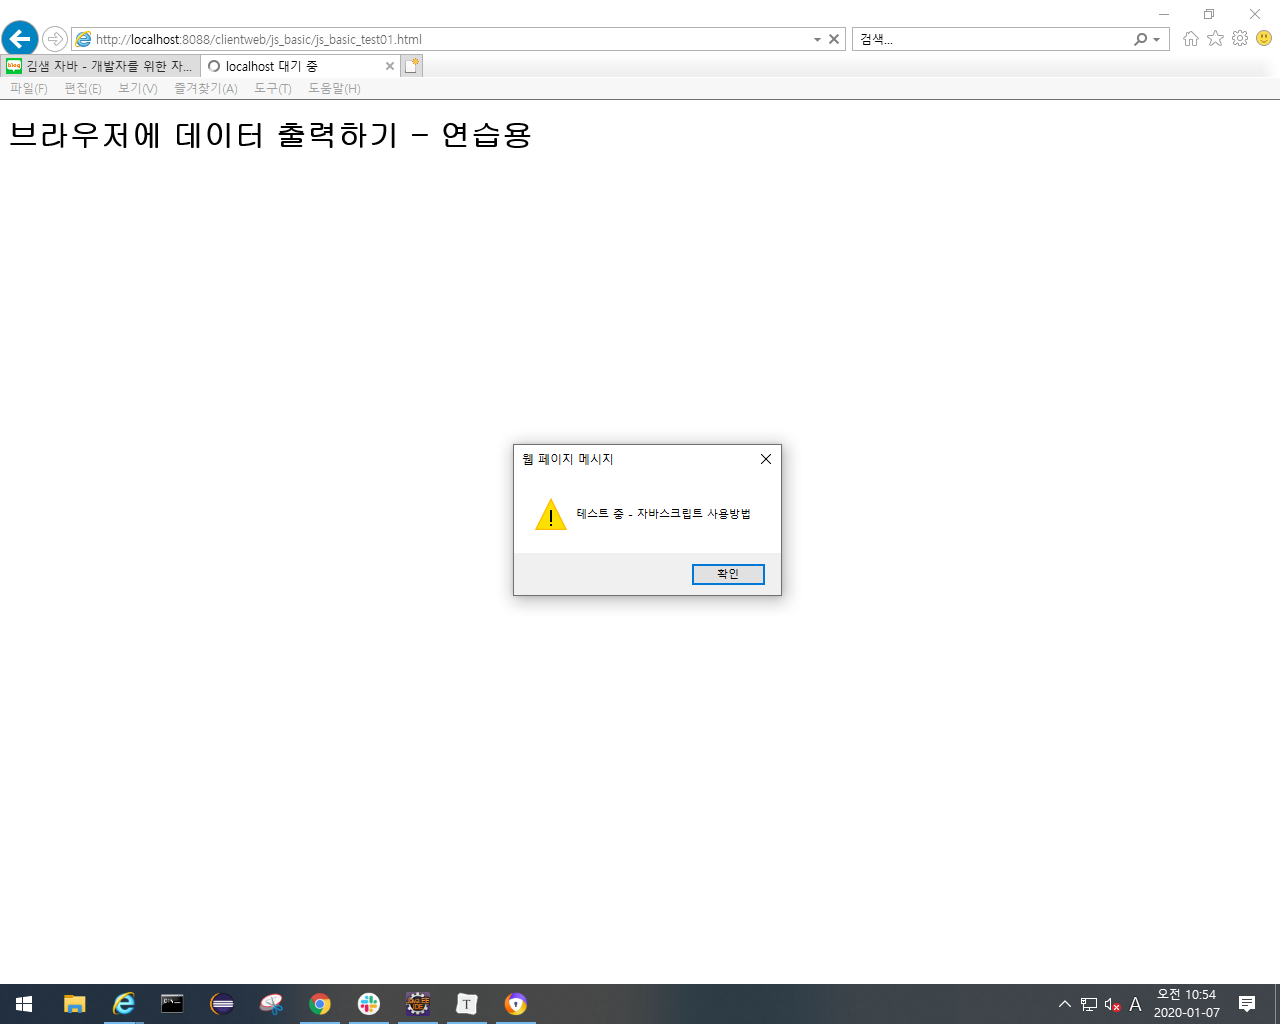 http://localhost:8088/clientweb/js_basic/js_basic_test01.html
검색...
blog
김샘 자바 - 개발자를 위한 자...
localhost 대기 중
파일(F) 편집(E) 보기(V) 즐겨찾기(A) 도구(T) 도움말(H)
브라우저에 데이터 출력하기 - 연습용
웹 페이지 메시지
테스트 중 - 자바스크립트 사용방법
확인
C:\_
Java EE
IDE
T
A
오전 10:54
2020-01-07